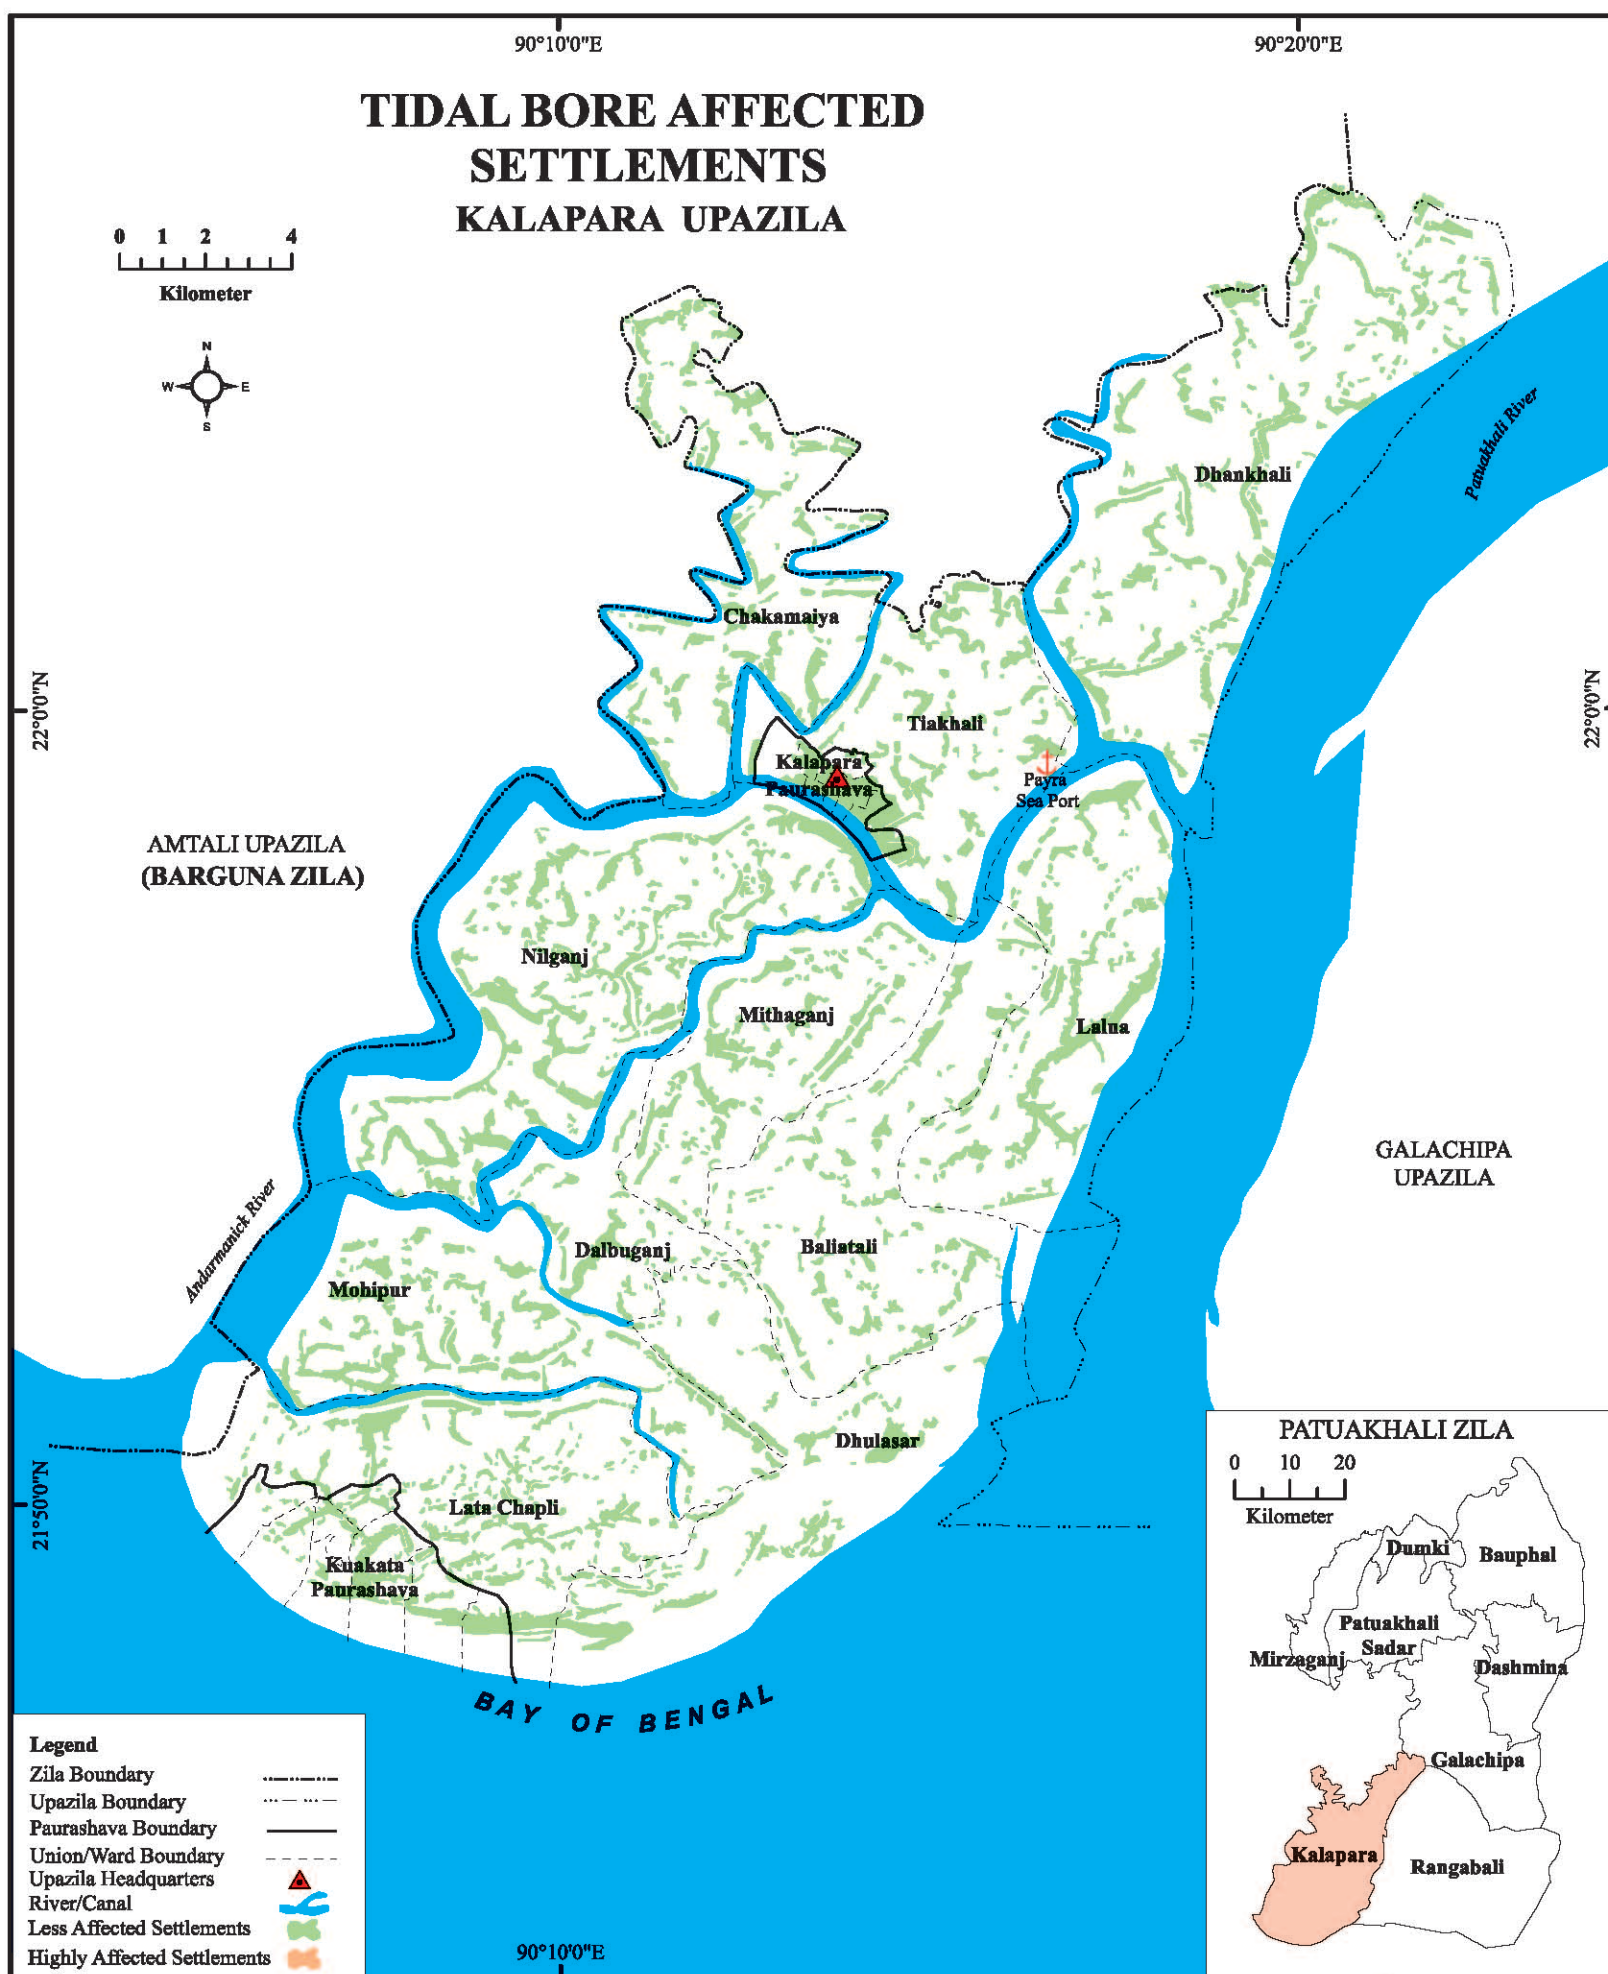 90°10'0"E
90°20'0"E
TIDAL BORE AFFECTED
SETTLEMENTS
KALAPARA UPAZILA
0 1 2 4
Kilometer
N
W E
S
Patuakhali River
Dhankhali
Chakamaiya
22°0'0"N
22°0'0"N
Tiakhali
Kalapara
Paurashava
Payra
Sea Port
AMTALI UPAZILA
(BARGUNA ZILA)
Nilganj
Mithaganj
Lalna
GALACHIPA
UPAZILA
Andarmanick River
Dalbuganj
Baliatali
Mohipur
Dhulasar
21°50'0"N
Lata Chapli
Kuakata
Paurashava
BAY OF BENGAL
PATUAKHALI ZILA
0 10 20
Kilometer
Dumki
Bauphal
Patuakhali
Sadar
Mirzaganj
Dashmina
Galachipa
Kalapara
Rangabali
Legend
Zila Boundary
Upazila Boundary
Paurashava Boundary
Union/Ward Boundary
Upazila Headquarters
River/Canal
Less Affected Settlements
Highly Affected Settlements
90°10'0"E